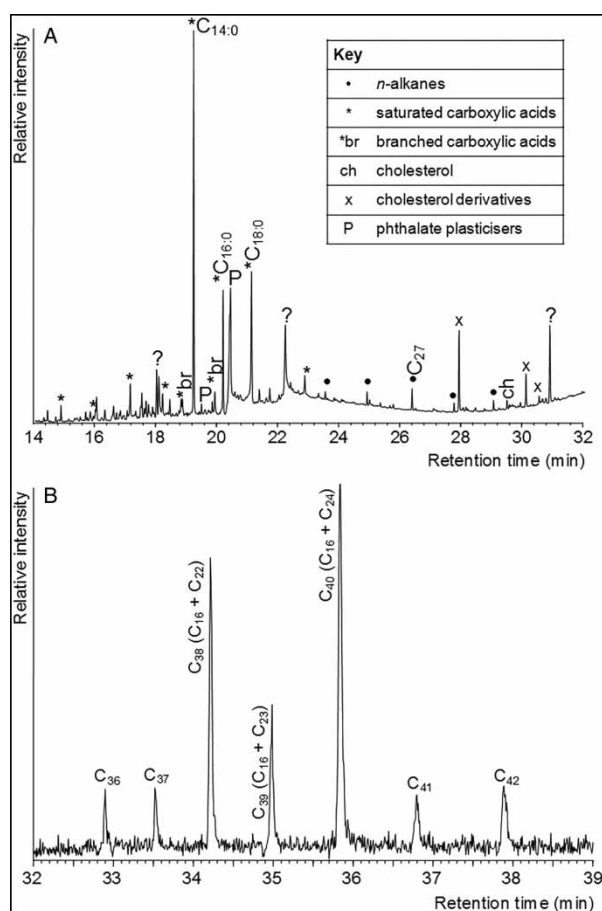 A
Relative intensity
*C₁₄:₀
Key
• n-alkanes
* saturated carboxylic acids
*br branched carboxylic acids
ch cholesterol
x cholesterol derivatives
P phthalate plasticisers
*
*
*
?
*
*br
P
*br
*C₁₆:₀
P
*C₁₈:₀
?
*
•
•
C₂₇
•
•
x
•
ch
x
x
?
14 16 18 20 22 24 26 28 30 32
Retention time (min)
B
Relative intensity
C₃₆
C₃₇
C₃₈ (C₁₆ + C₂₂)
C₃₉ (C₁₆ + C₂₃)
C₄₀ (C₁₆ + C₂₄)
C₄₁
C₄₂
32 33 34 35 36 37 38 39
Retention time (min)